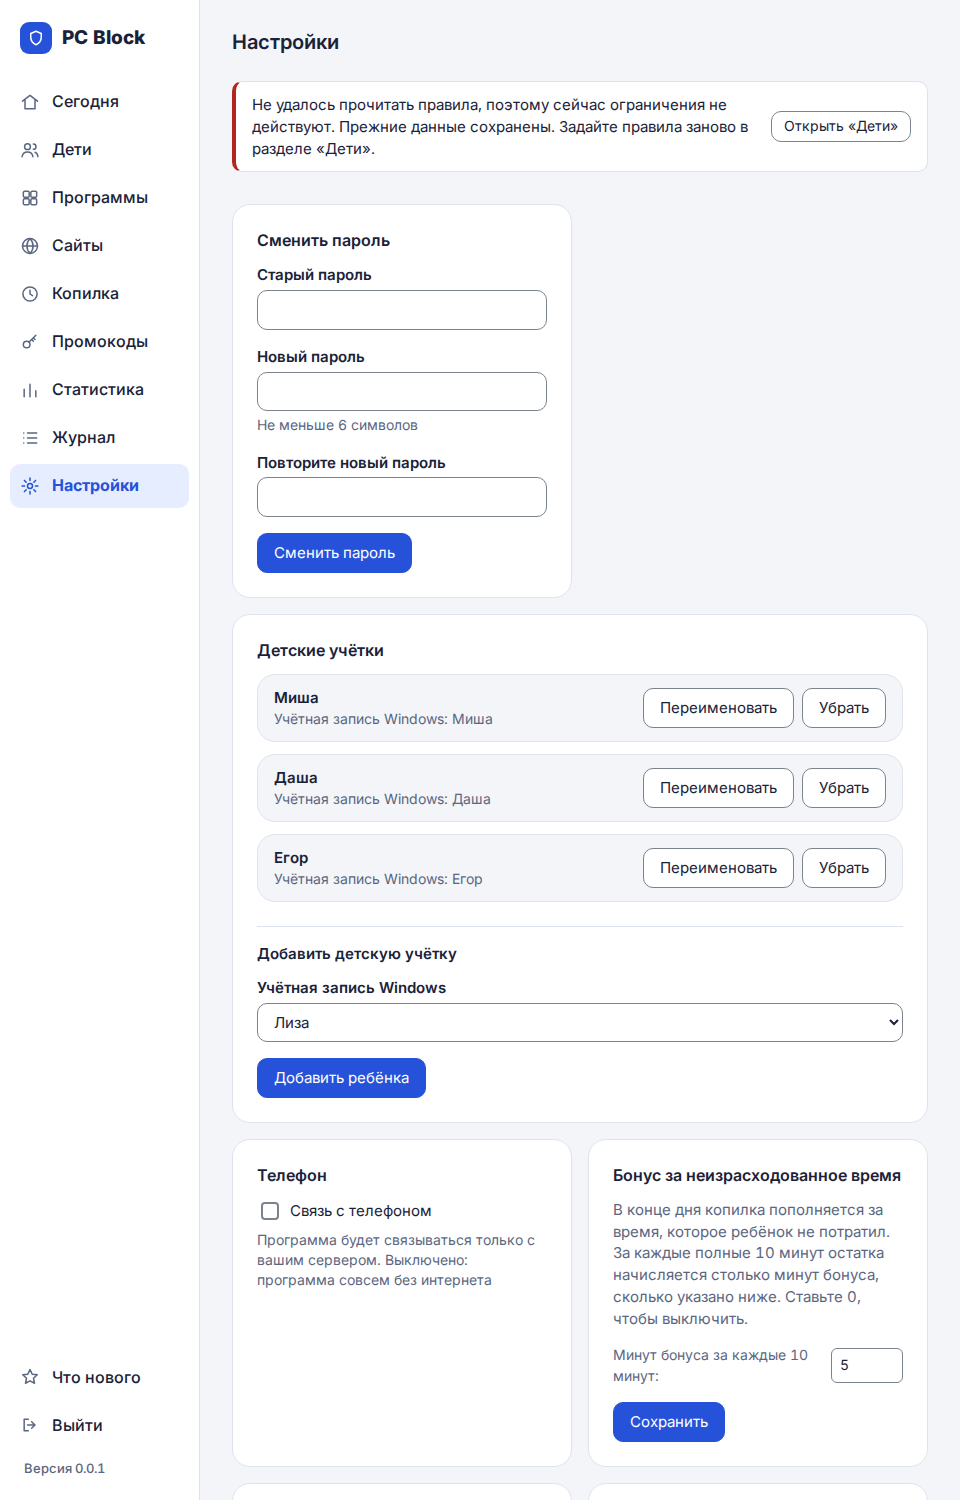 PC Block
Сегодня
Дети
Программы
Сайты
Копилка
Промокоды
Статистика
Журнал
Настройки
Что нового
Выйти
Версия 0.0.1
Настройки
Не удалось прочитать правила, поэтому сейчас ограничения не
действуют. Прежние данные сохранены. Задайте правила заново в
разделе «Дети».
Открыть «Дети»
Сменить пароль
Старый пароль
Новый пароль
Не меньше 6 символов
Повторите новый пароль
Сменить пароль
Детские учётки
Миша
Учётная запись Windows: Миша
Переименовать
Убрать
Даша
Учётная запись Windows: Даша
Переименовать
Убрать
Егор
Учётная запись Windows: Егор
Переименовать
Убрать
Добавить детскую учётку
Учётная запись Windows
Лиза
Добавить ребёнка
Телефон
Связь с телефоном
Программа будет связываться только с
вашим сервером. Выключено:
программа совсем без интернета
Бонус за неизрасходованное время
В конце дня копилка пополняется за
время, которое ребёнок не потратил.
За каждые полные 10 минут остатка
начисляется столько минут бонуса,
сколько указано ниже. Ставьте 0,
чтобы выключить.
Минут бонуса за каждые 10
минут:
5
Сохранить